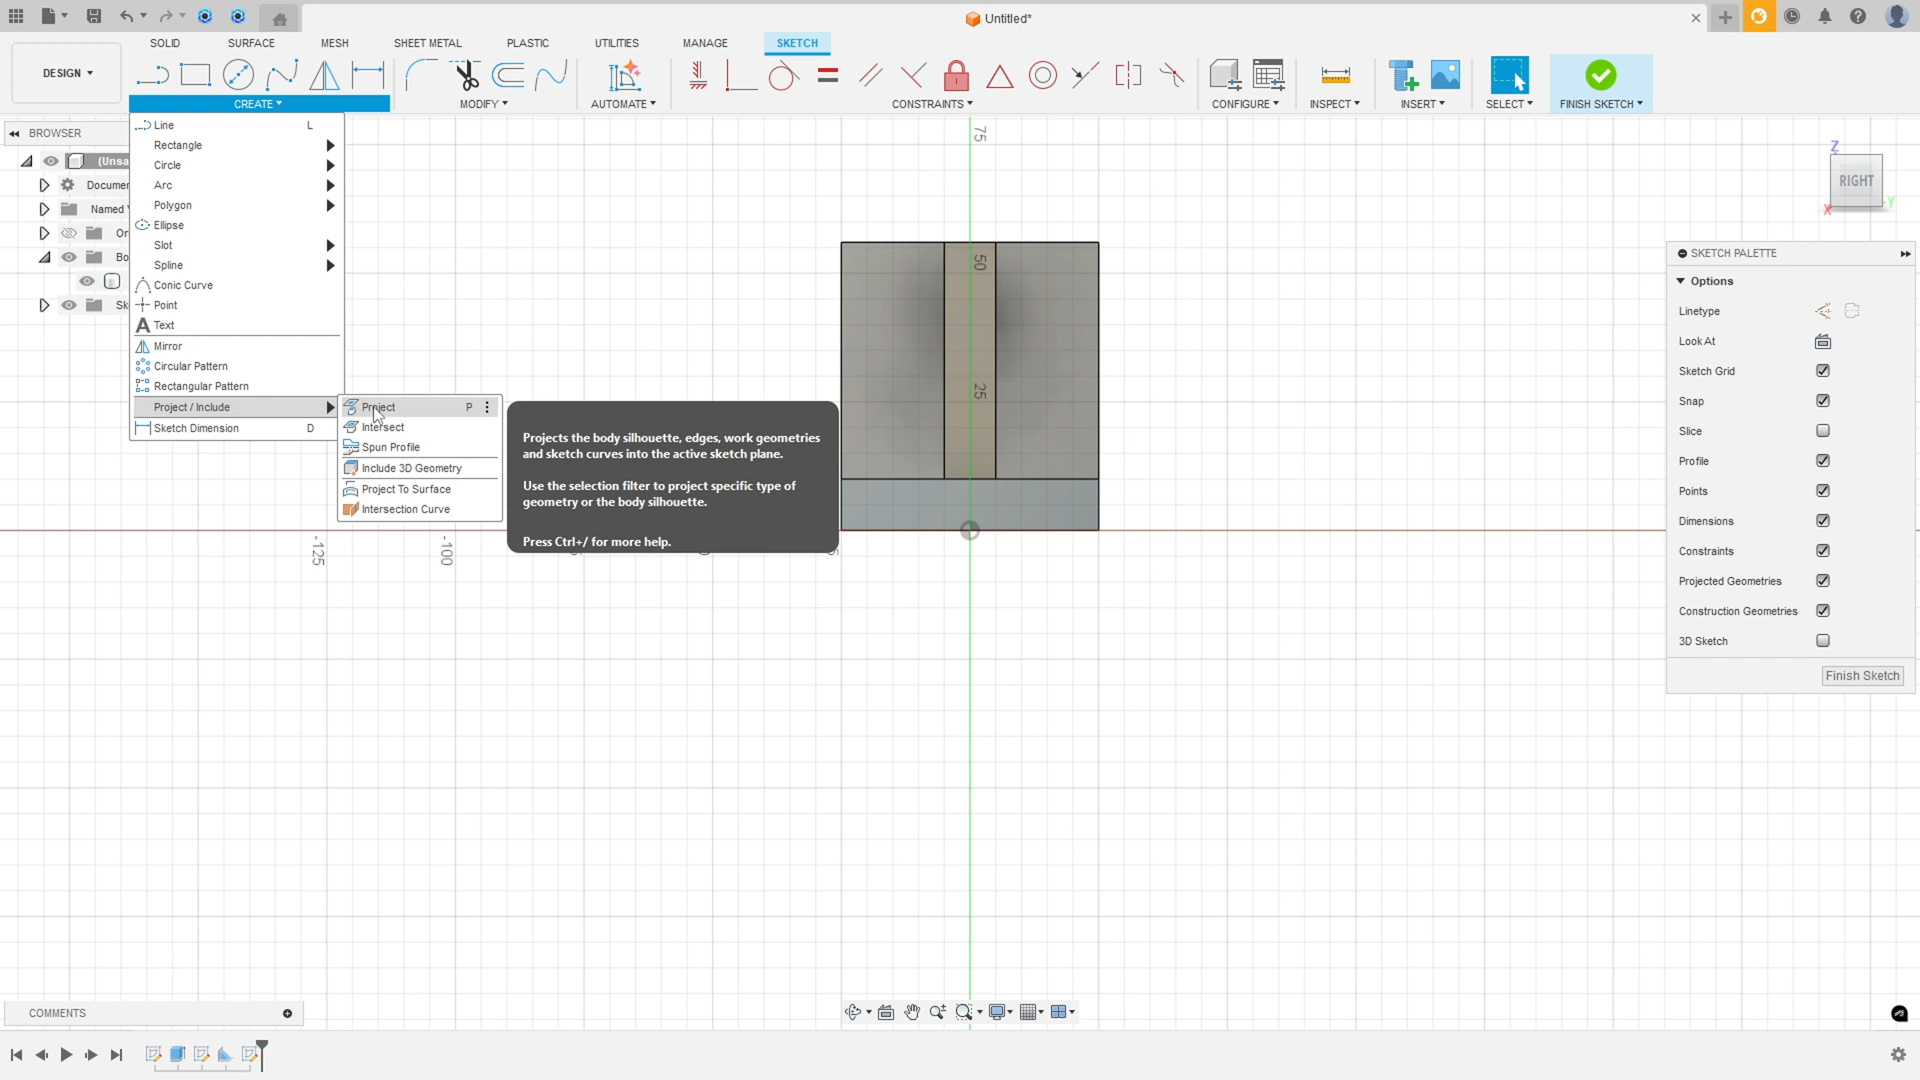 Untitled*
DESIGN
SOLID
SURFACE
MESH
SHEET METAL
PLASTIC
UTILITIES
MANAGE
SKETCH
CREATE
MODIFY
AUTOMATE
CONSTRAINTS
CONFIGURE
INSPECT
INSERT
SELECT
FINISH SKETCH
BROWSER
(Unsa
Documer
Named
Or
Bo
Sk
Line L
Rectangle
Circle
Arc
Polygon
Ellipse
Slot
Spline
Conic Curve
Point
Text
Mirror
Circular Pattern
Rectangular Pattern
Project / Include
Sketch Dimension D
Project P
Intersect
Spun Profile
Include 3D Geometry
Project To Surface
Intersection Curve
Projects the body silhouette, edges, work geometries
and sketch curves into the active sketch plane.
Use the selection filter to project specific type of
geometry or the body silhouette.
Press Ctrl+/ for more help.
75
50
25
-125
-100
Z
RIGHT
X
Y
SKETCH PALETTE
Options
Linetype
Look At
Sketch Grid
Snap
Slice
Profile
Points
Dimensions
Constraints
Projected Geometries
Construction Geometries
3D Sketch
Finish Sketch
COMMENTS